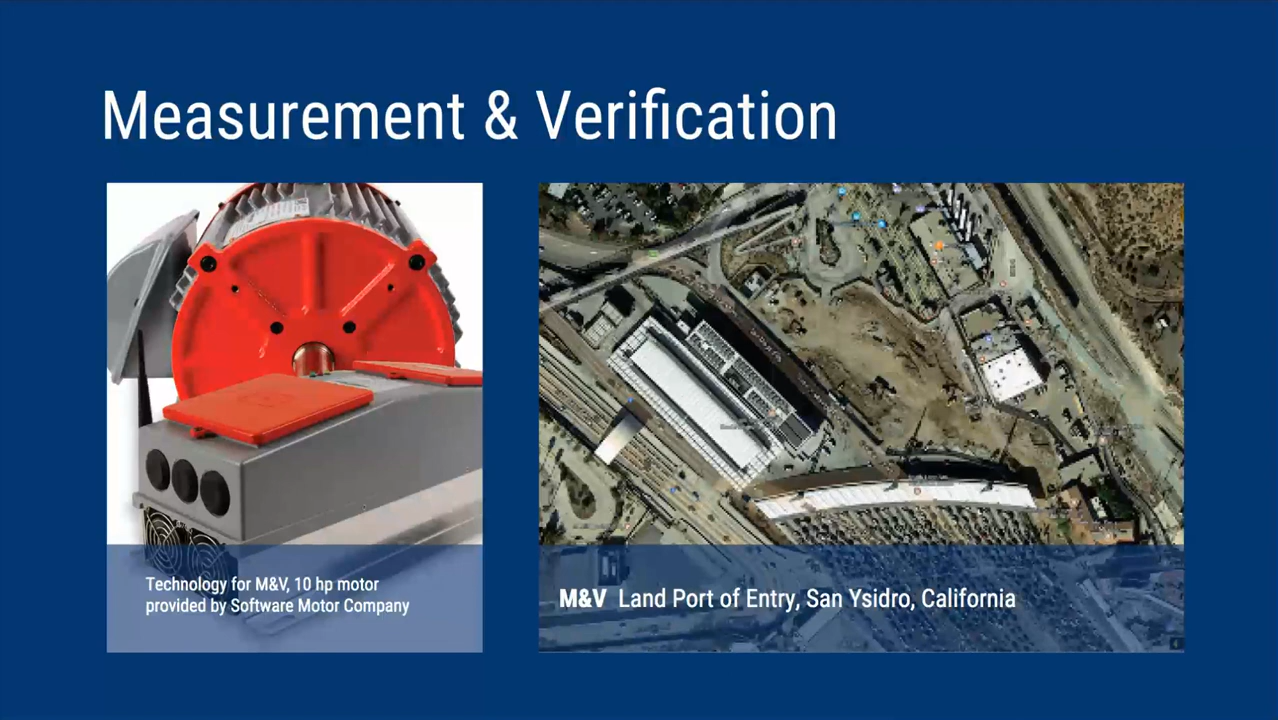 Measurement & Verification
Technology for M&V, 10 hp motor
provided by Software Motor Company
M&V Land Port of Entry, San Ysidro, California